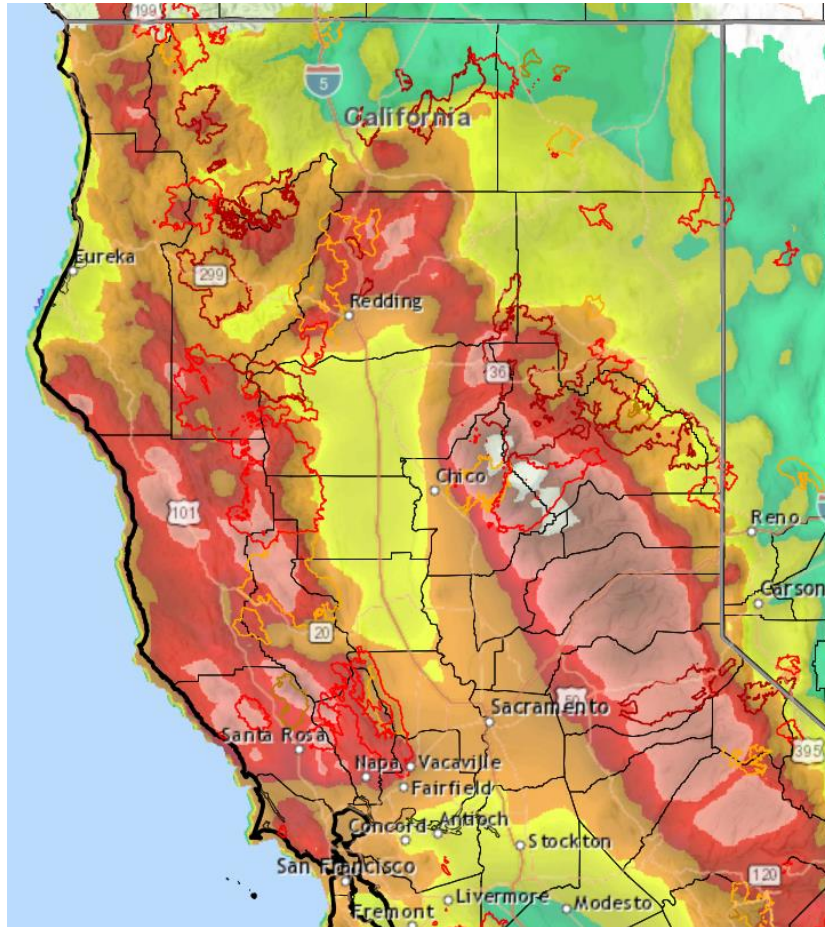 199
5
California
Eureka
299
Redding
36
Chico
101
Reno
Carson
20
50
Sacramento
Santa Rosa
395
Napa
Vacaville
Fairfield
Concord
Antioch
Stockton
San Francisco
120
Livermore
Modesto
Fremont